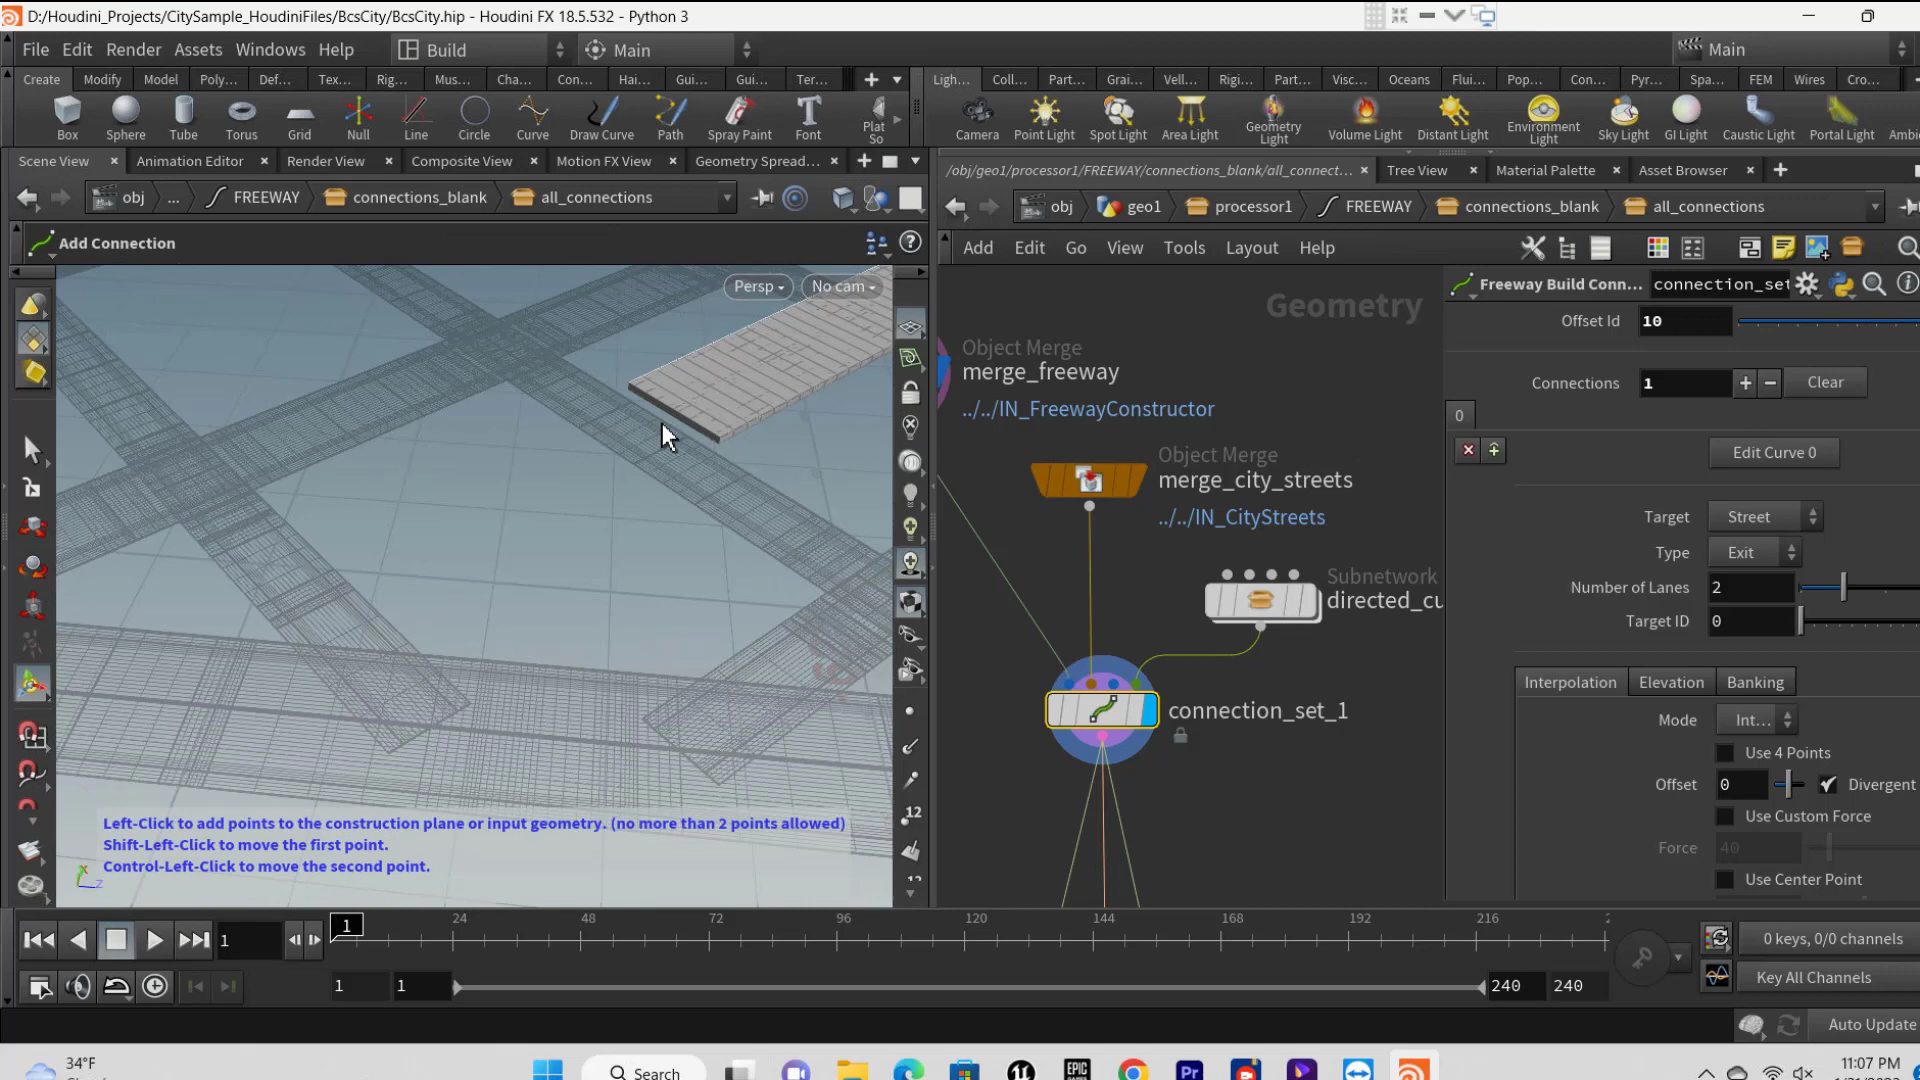 D:/Houdini_Projects/CitySample_HoudiniFiles/BcsCity/BcsCity.hip - Houdini FX 18.5.532 - Python 3
File Edit Render Assets Windows Help Build Main Main
Create Modify Model Poly... Def... Tex... Rig... Mus... Cha... Con... Hai... Gui... Gui... Ter...
Ligh... Coll... Part... Grai... Vell... Rigi... Part... Visc... Oceans Flui... Pop... Con... Pyr... Spa... FEM Wires Cro...
Box Sphere Tube Torus Grid Null Line Circle Curve Draw Curve Path Spray Paint Font Plat So
Camera Point Light Spot Light Area Light Geometry Light Volume Light Distant Light Environment Light Sky Light GI Light Caustic Light Portal Light Ambi
Scene View Animation Editor Render View Composite View Motion FX View Geometry Spread...
/obj/geo1/processor1/FREEWAY/connections_blank/all_connect... Tree View Material Palette Asset Browser
obj ... FREEWAY connections_blank all_connections
obj geo1 processor1 FREEWAY connections_blank all_connections
Add Connection
Add Edit Go View Tools Layout Help
Persp No cam
Geometry
Object Merge
merge_freeway
../../IN_FreewayConstructor
Object Merge
merge_city_streets
../../IN_CityStreets
Subnetwork
directed_cu
connection_set_1
Freeway Build Conn... connection_set
Offset Id 10
Connections 1 Clear
0
Edit Curve 0
Target Street
Type Exit
Number of Lanes 2
Target ID 0
Interpolation Elevation Banking
Mode Int...
Use 4 Points
Offset 0 Divergent
Use Custom Force
Force 40
Use Center Point
12
Left-Click to add points to the construction plane or input geometry. (no more than 2 points allowed)
Shift-Left-Click to move the first point.
Control-Left-Click to move the second point.
Z
1 1 24 48 72 96 120 144 168 192 216
0 keys, 0/0 channels
1 1 240 240 Key All Channels
Auto Update
34°F
Search
Pr
EPIC GAMES
11:07 PM